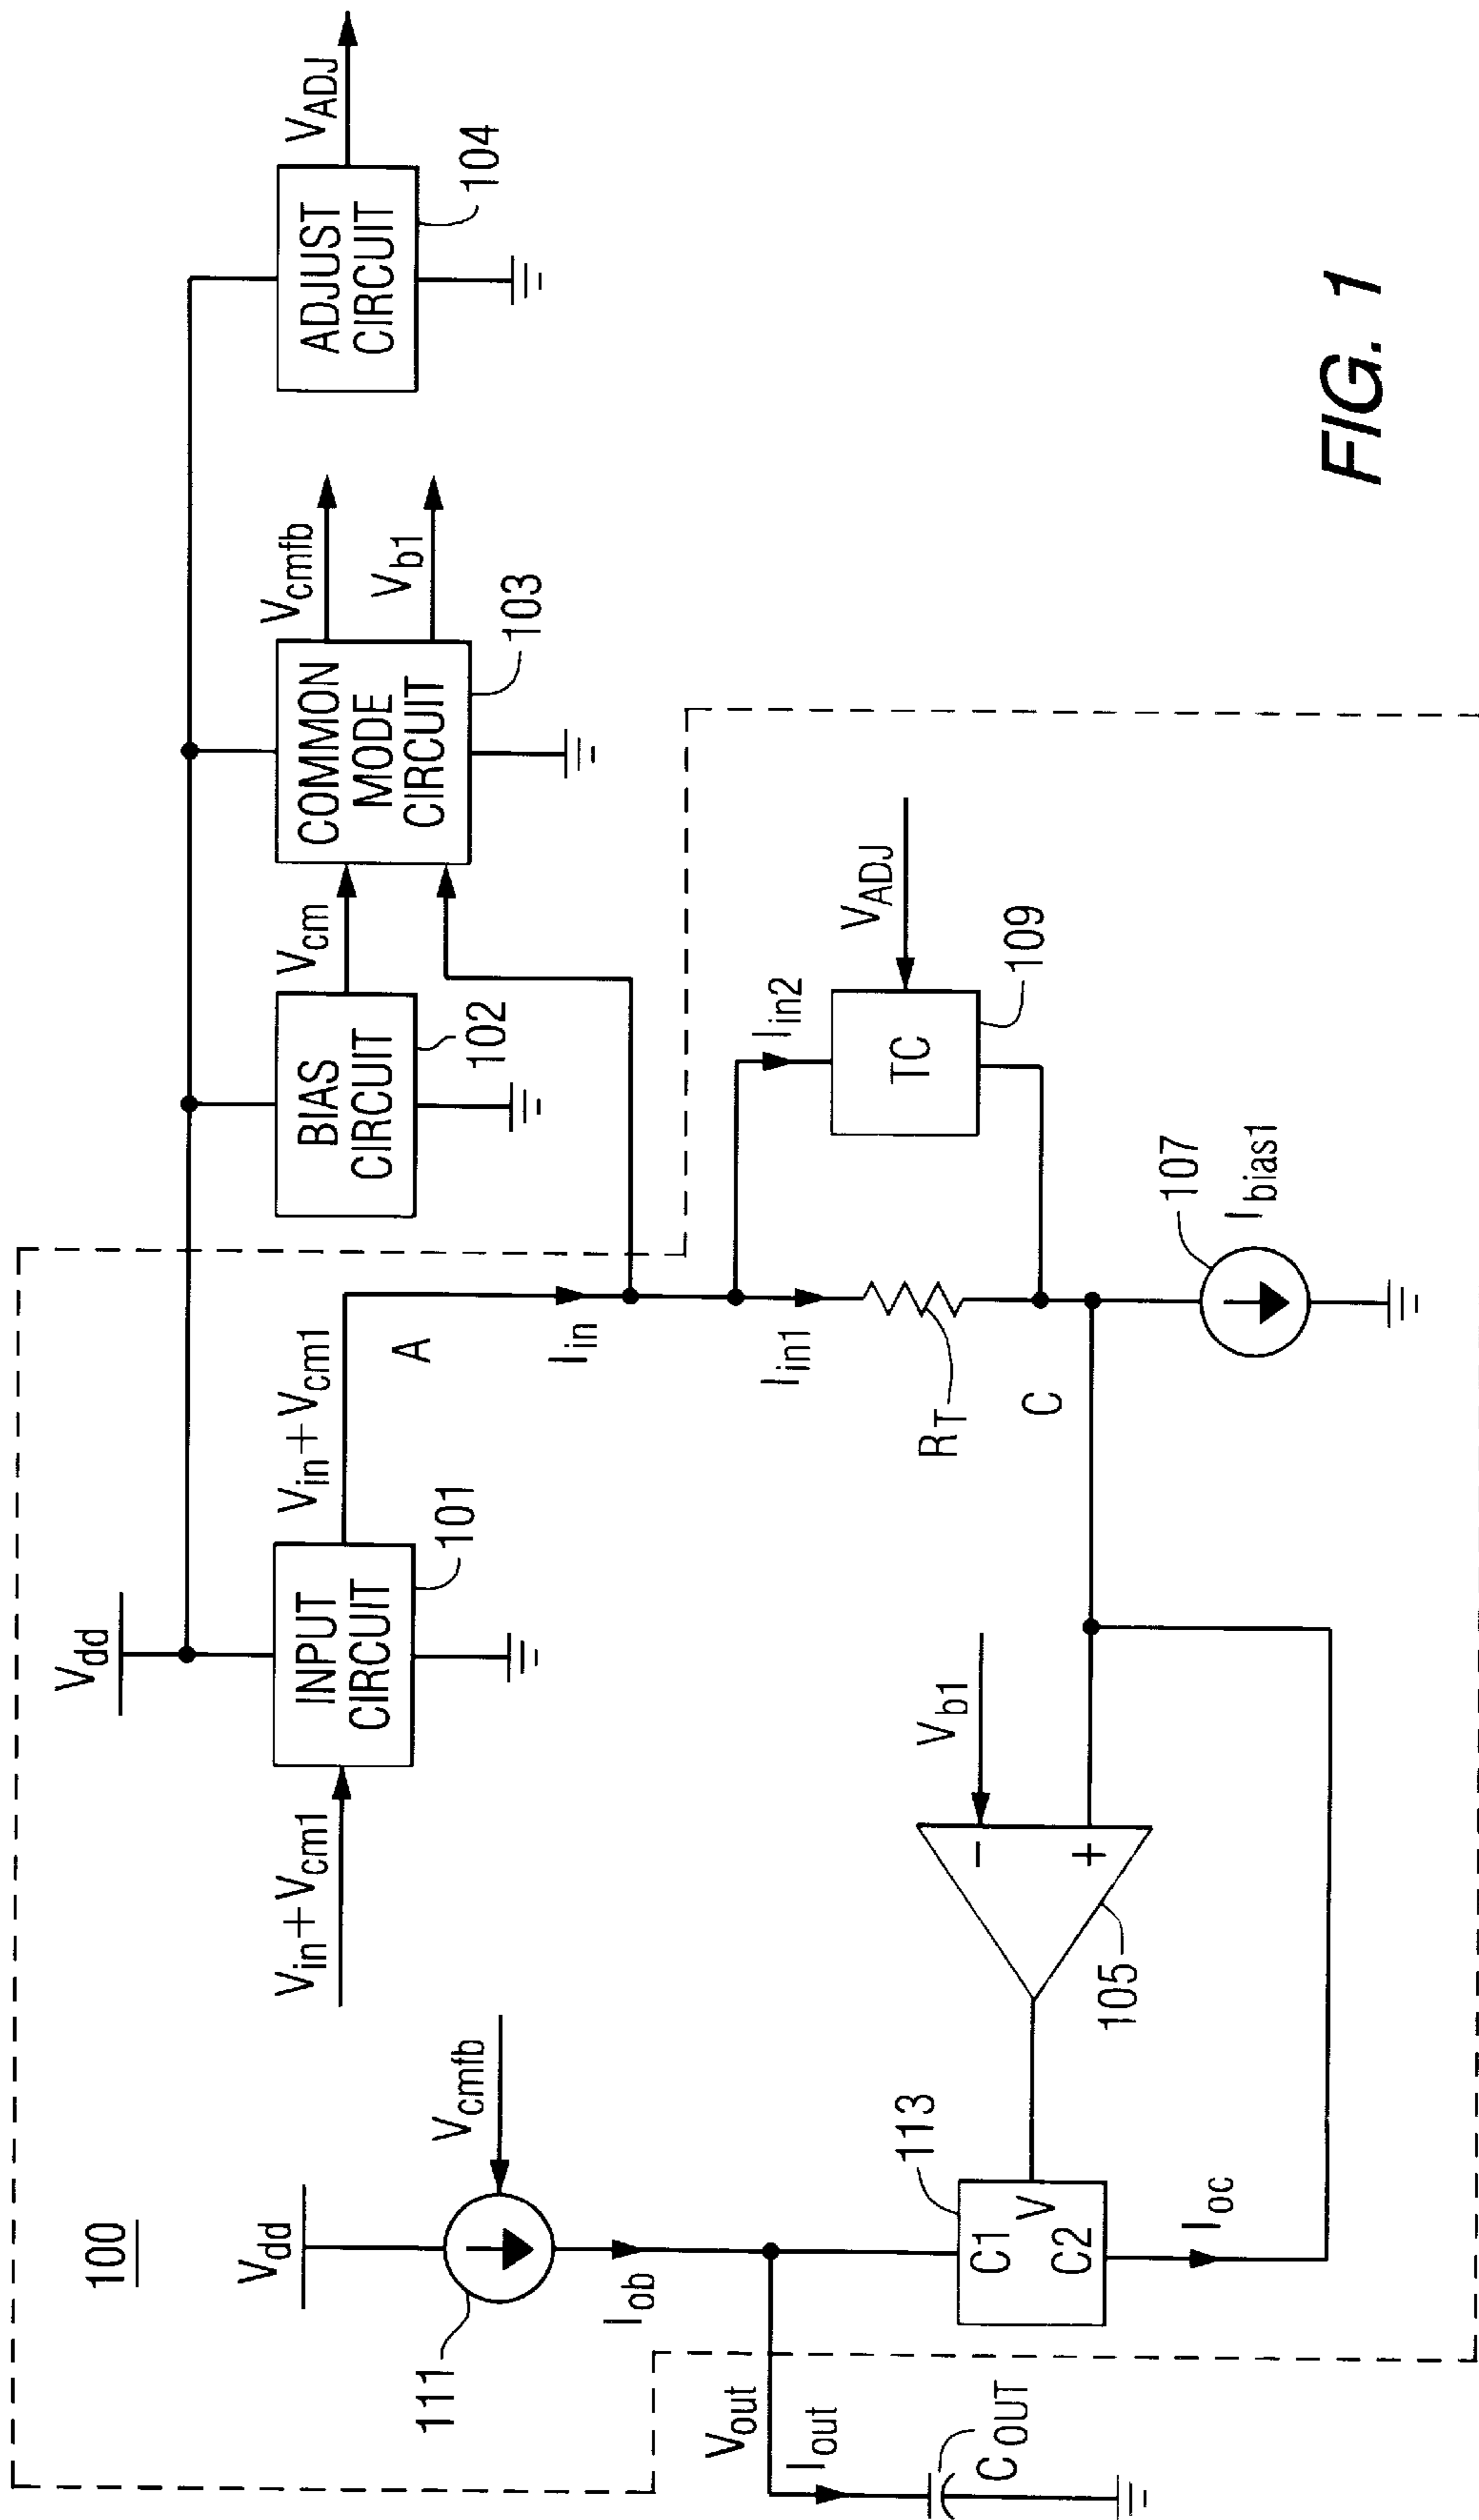 100
Vdd
Vdd
111
Iob
Vcmfb
Vin+Vcm1
INPUT
CIRCUIT
101
Vin+Vcm1
A
Iin
BIAS
CIRCUIT
102
Vcm
COMMON
MODE
CIRCUIT
103
Vcmfb
Vb1
ADJUST
CIRCUIT
104
VADJ
Vout
Iout
COUT
113
C1
V
C2
Ioc
105
−
+
Vb1
Iin1
RT
C
Iin2
TC
109
VADJ
107
Ibias1
FIG. 1